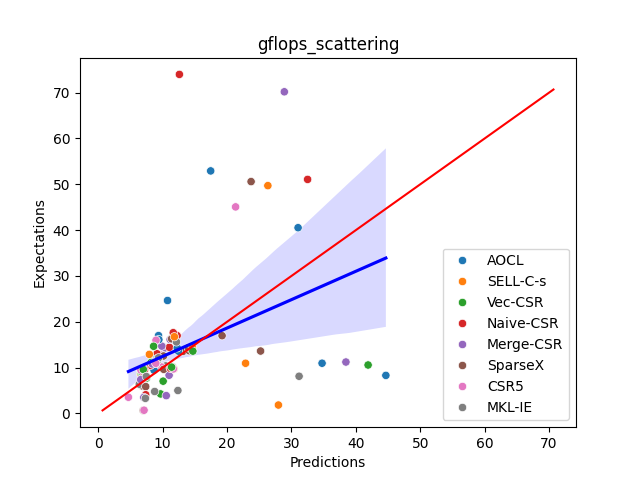 gflops_scattering
70
60
50
40
30
20
10
0
Expectations
AOCL
SELL-C-s
Vec-CSR
Naive-CSR
Merge-CSR
SparseX
CSR5
MKL-IE
0 10 20 30 40 50 60 70
Predictions